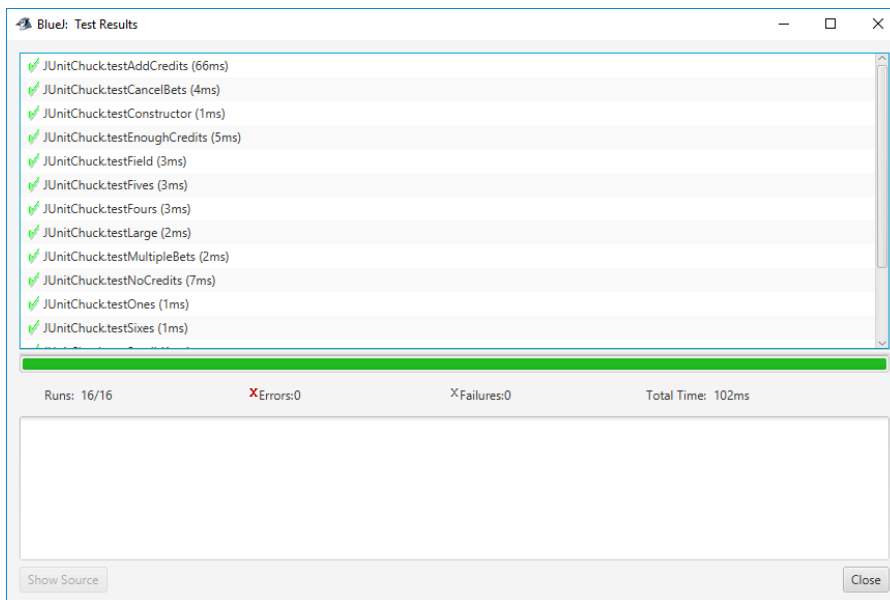 BlueJ: Test Results
JUnitChuck.testAddCredits (66ms)
JUnitChuck.testCancelBets (4ms)
JUnitChuck.testConstructor (1ms)
JUnitChuck.testEnoughCredits (5ms)
JUnitChuck.testField (3ms)
JUnitChuck.testFives (3ms)
JUnitChuck.testFours (3ms)
JUnitChuck.testLarge (2ms)
JUnitChuck.testMultipleBets (2ms)
JUnitChuck.testNoCredits (7ms)
JUnitChuck.testOnes (1ms)
JUnitChuck.testSixes (1ms)
Runs: 16/16 XErrors:0 XFailures:0 Total Time: 102ms
Show Source Close